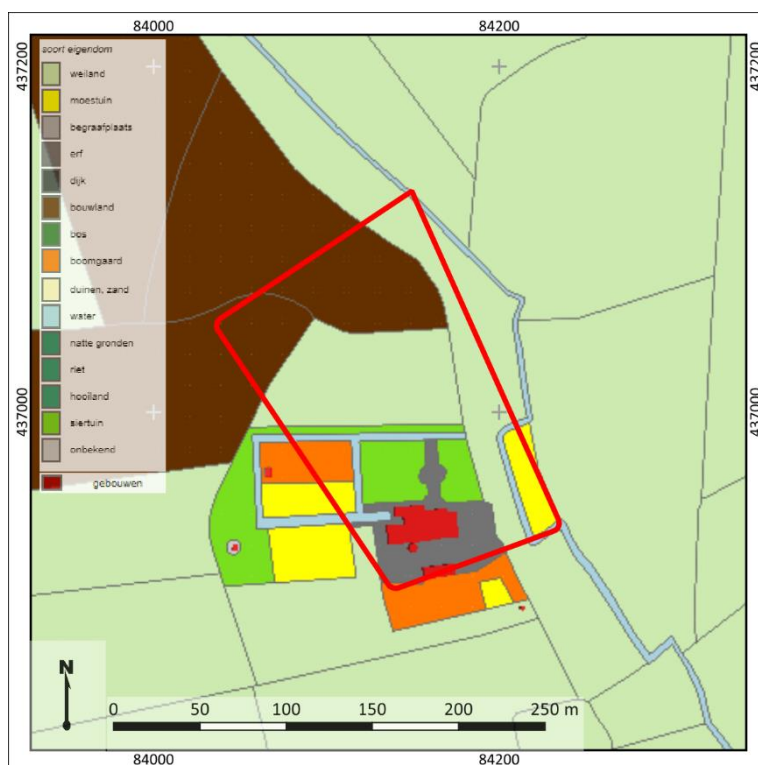 84000 84200
437200 437200
soort eigendom
weiland
moestuin
begraafplaats
erf
dijk
bouwland
bos
boomgaard
duinen, zand
water
natte gronden
riet
hooiland
siertuin
onbekend
gebouwen
437000 437000
N
0 50 100 150 200 250 m
84000 84200